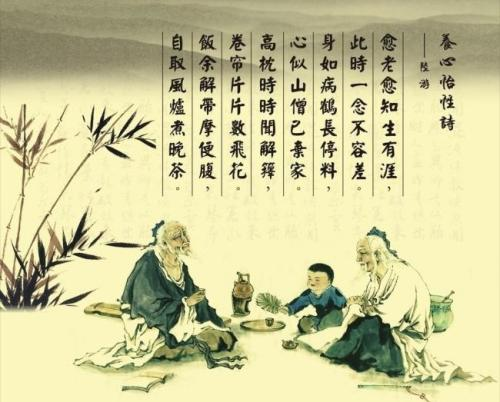 養心怡性詩
——陸游
愈老愈知生有涯，
此時一念不容差。
身如病鶴長停料，
心似山僧已棄家。
高枕時時聞解籜，
卷帘片片數飛花。
飯余解帶摩便腹，
自取風爐煮晚茶。